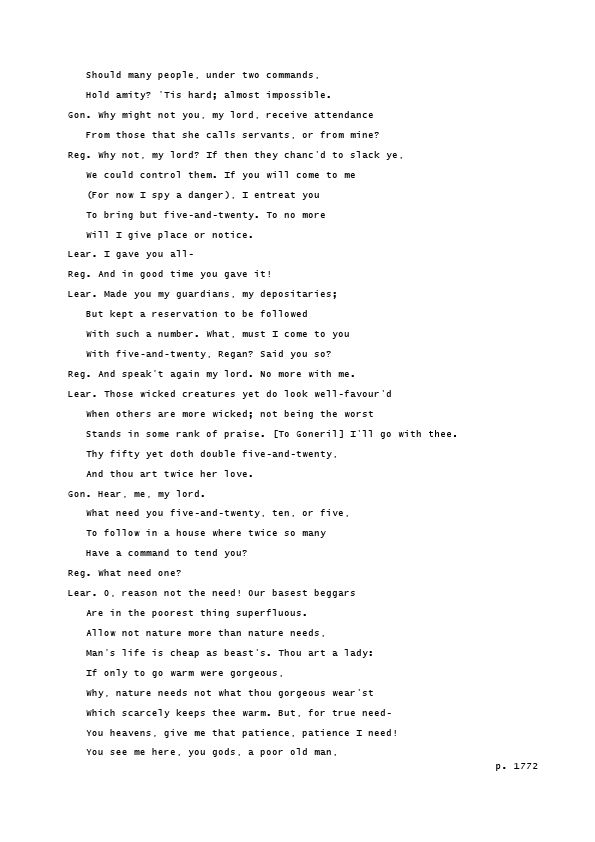 Should many people, under two commands,
Hold amity? 'Tis hard; almost impossible.
Gon. Why might not you, my lord, receive attendance
From those that she calls servants, or from mine?
Reg. Why not, my lord? If then they chanc'd to slack ye,
We could control them. If you will come to me
(For now I spy a danger), I entreat you
To bring but five-and-twenty. To no more
Will I give place or notice.
Lear. I gave you all-
Reg. And in good time you gave it!
Lear. Made you my guardians, my depositaries;
But kept a reservation to be followed
With such a number. What, must I come to you
With five-and-twenty, Regan? Said you so?
Reg. And speak't again my lord. No more with me.
Lear. Those wicked creatures yet do look well-favour'd
When others are more wicked; not being the worst
Stands in some rank of praise. [To Goneril] I'll go with thee.
Thy fifty yet doth double five-and-twenty,
And thou art twice her love.
Gon. Hear, me, my lord.
What need you five-and-twenty, ten, or five,
To follow in a house where twice so many
Have a command to tend you?
Reg. What need one?
Lear. O, reason not the need! Our basest beggars
Are in the poorest thing superfluous.
Allow not nature more than nature needs,
Man's life is cheap as beast's. Thou art a lady:
If only to go warm were gorgeous,
Why, nature needs not what thou gorgeous wear'st
Which scarcely keeps thee warm. But, for true need-
You heavens, give me that patience, patience I need!
You see me here, you gods, a poor old man,
p. 1772